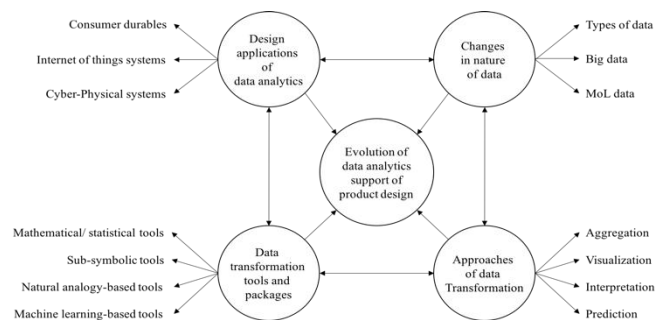 Consumer durables
Internet of things systems
Cyber-Physical systems
Design
applications
of
data analytics
Changes
in nature
of data
Types of data
Big data
MoL data
Evolution of
data analytics
support of
product design
Mathematical/ statistical tools
Sub-symbolic tools
Natural analogy-based tools
Machine learning-based tools
Data
transformation
tools and
packages
Approaches
of data
Transformation
Aggregation
Visualization
Interpretation
Prediction